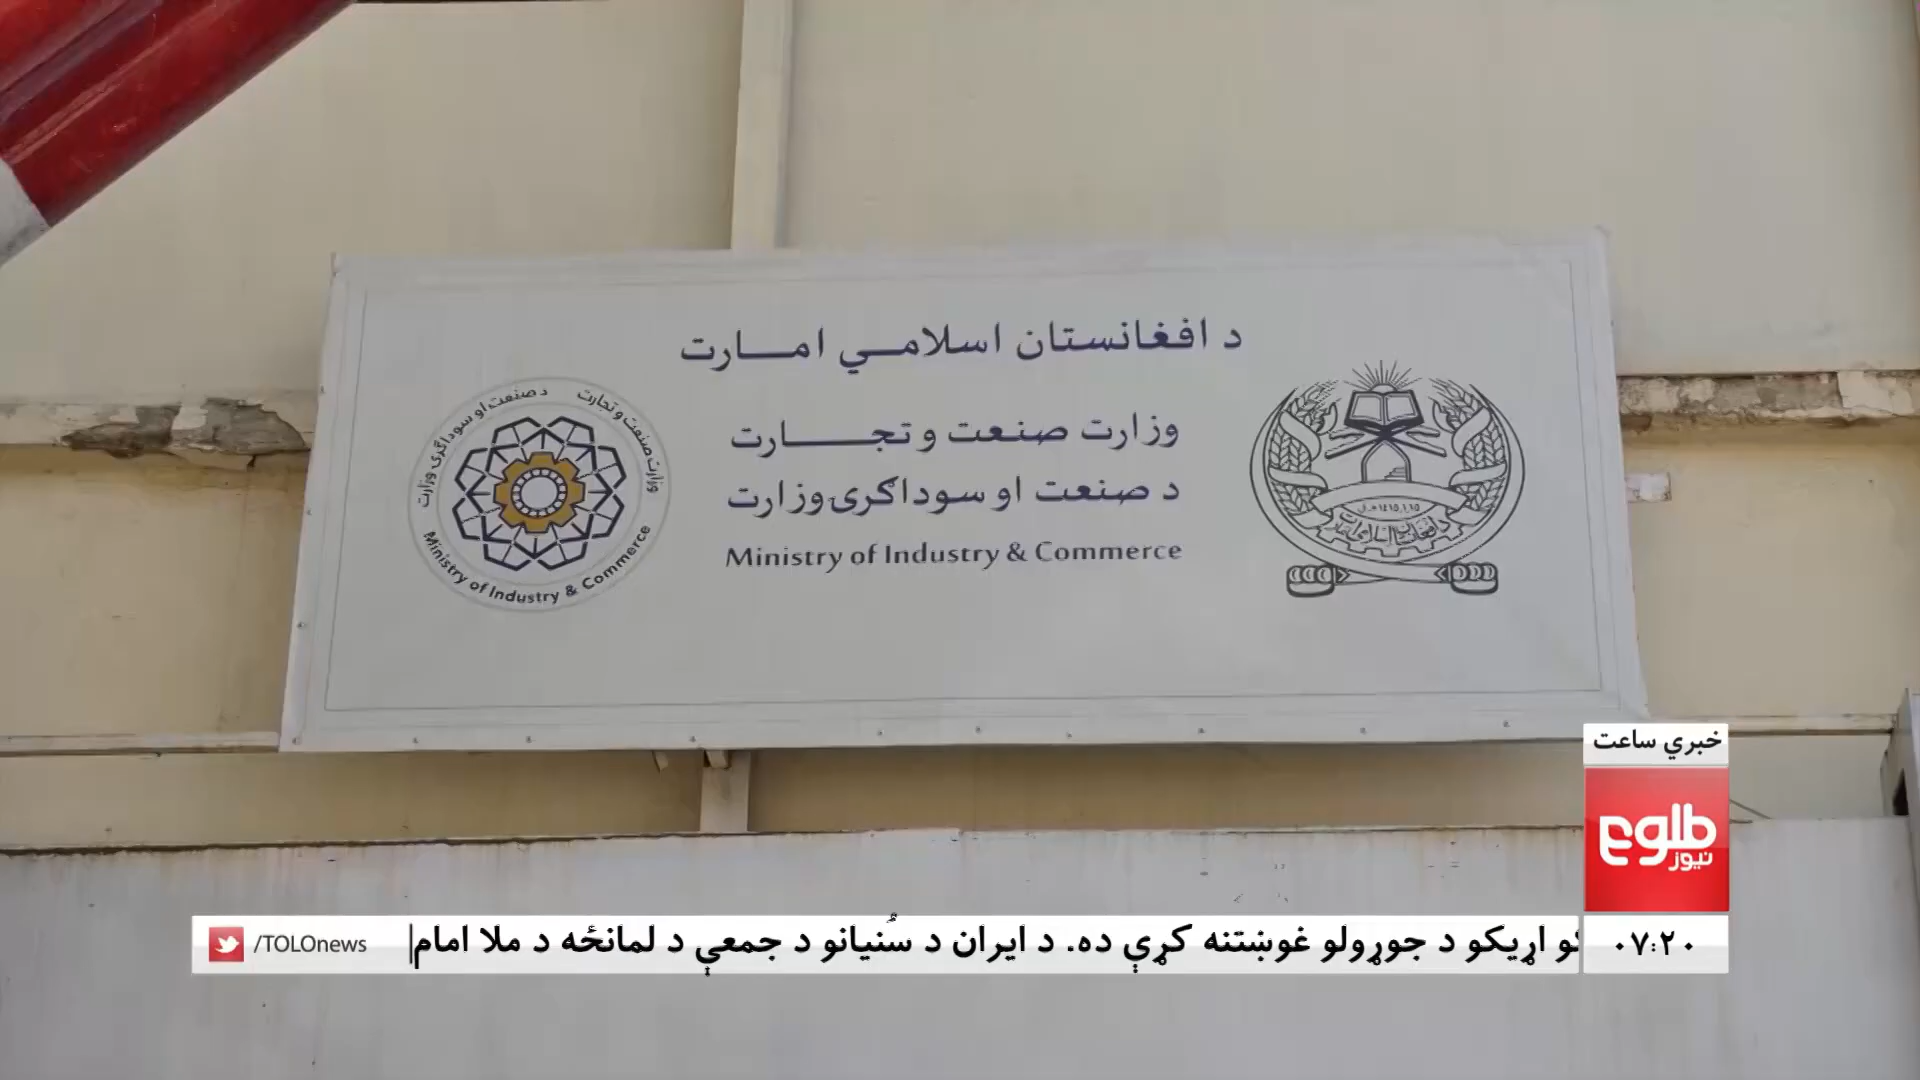 د افغانستان اسلامي امارت
وزارت صنعت و تجارت
د صنعت او سوداګرۍ وزارت
Ministry of Industry & Commerce
د صنعت او سوداګرۍ وزارت
وزارت صنعت و تجارت
Ministry of Industry & Commerce
خبري ساعت
طلوع
نیوز
۰۷:۲۰
اړیکو د جوړولو غوښتنه کړې ده. د ایران د سُنیانو د جمعې د لمانځه د ملا امام
/TOLOnews